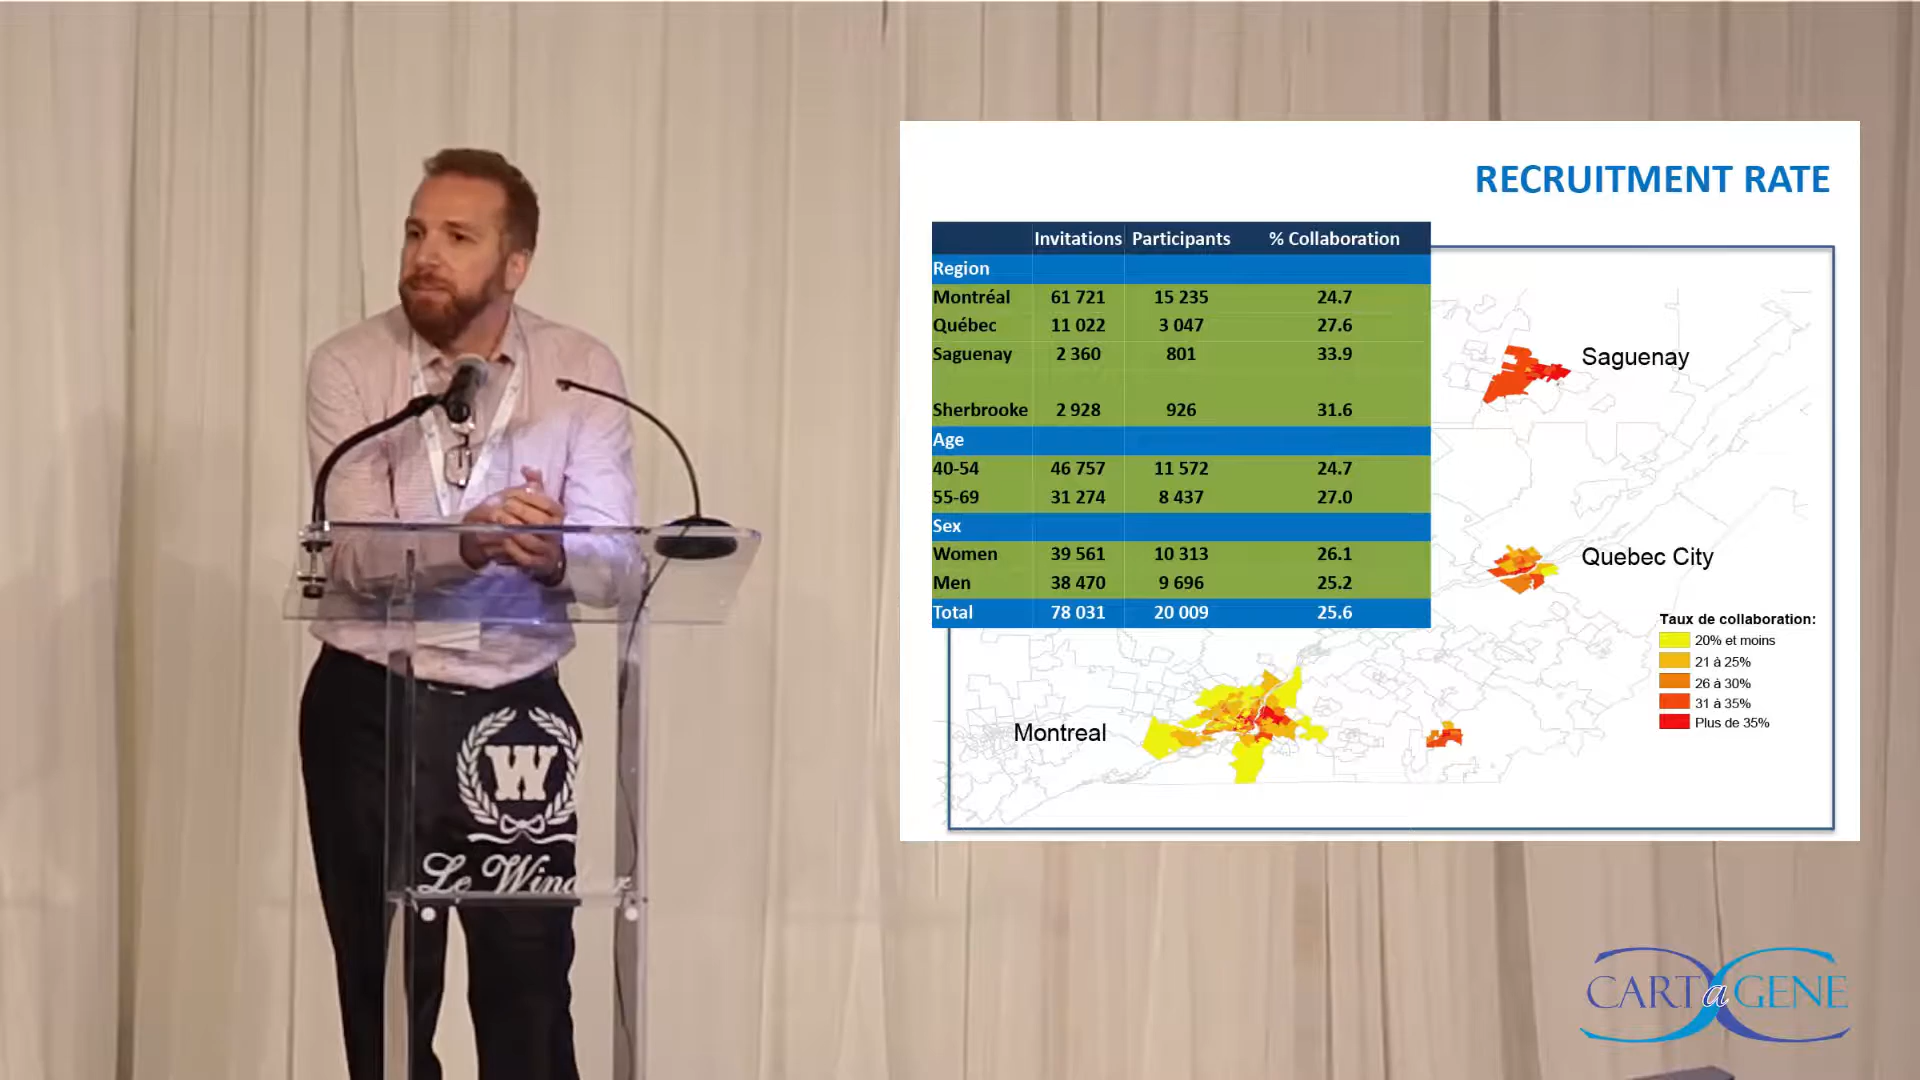 RECRUITMENT RATE
Invitations Participants % Collaboration
Region
Montréal 61 721 15 235 24.7
Québec 11 022 3 047 27.6
Saguenay 2 360 801 33.9
Sherbrooke 2 928 926 31.6
Age
40-54 46 757 11 572 24.7
55-69 31 274 8 437 27.0
Sex
Women 39 561 10 313 26.1
Men 38 470 9 696 25.2
Total 78 031 20 009 25.6
Saguenay
Quebec City
Taux de collaboration:
20% et moins
21 à 25%
26 à 30%
31 à 35%
Plus de 35%
Montreal
W
Le
CARTaGENE